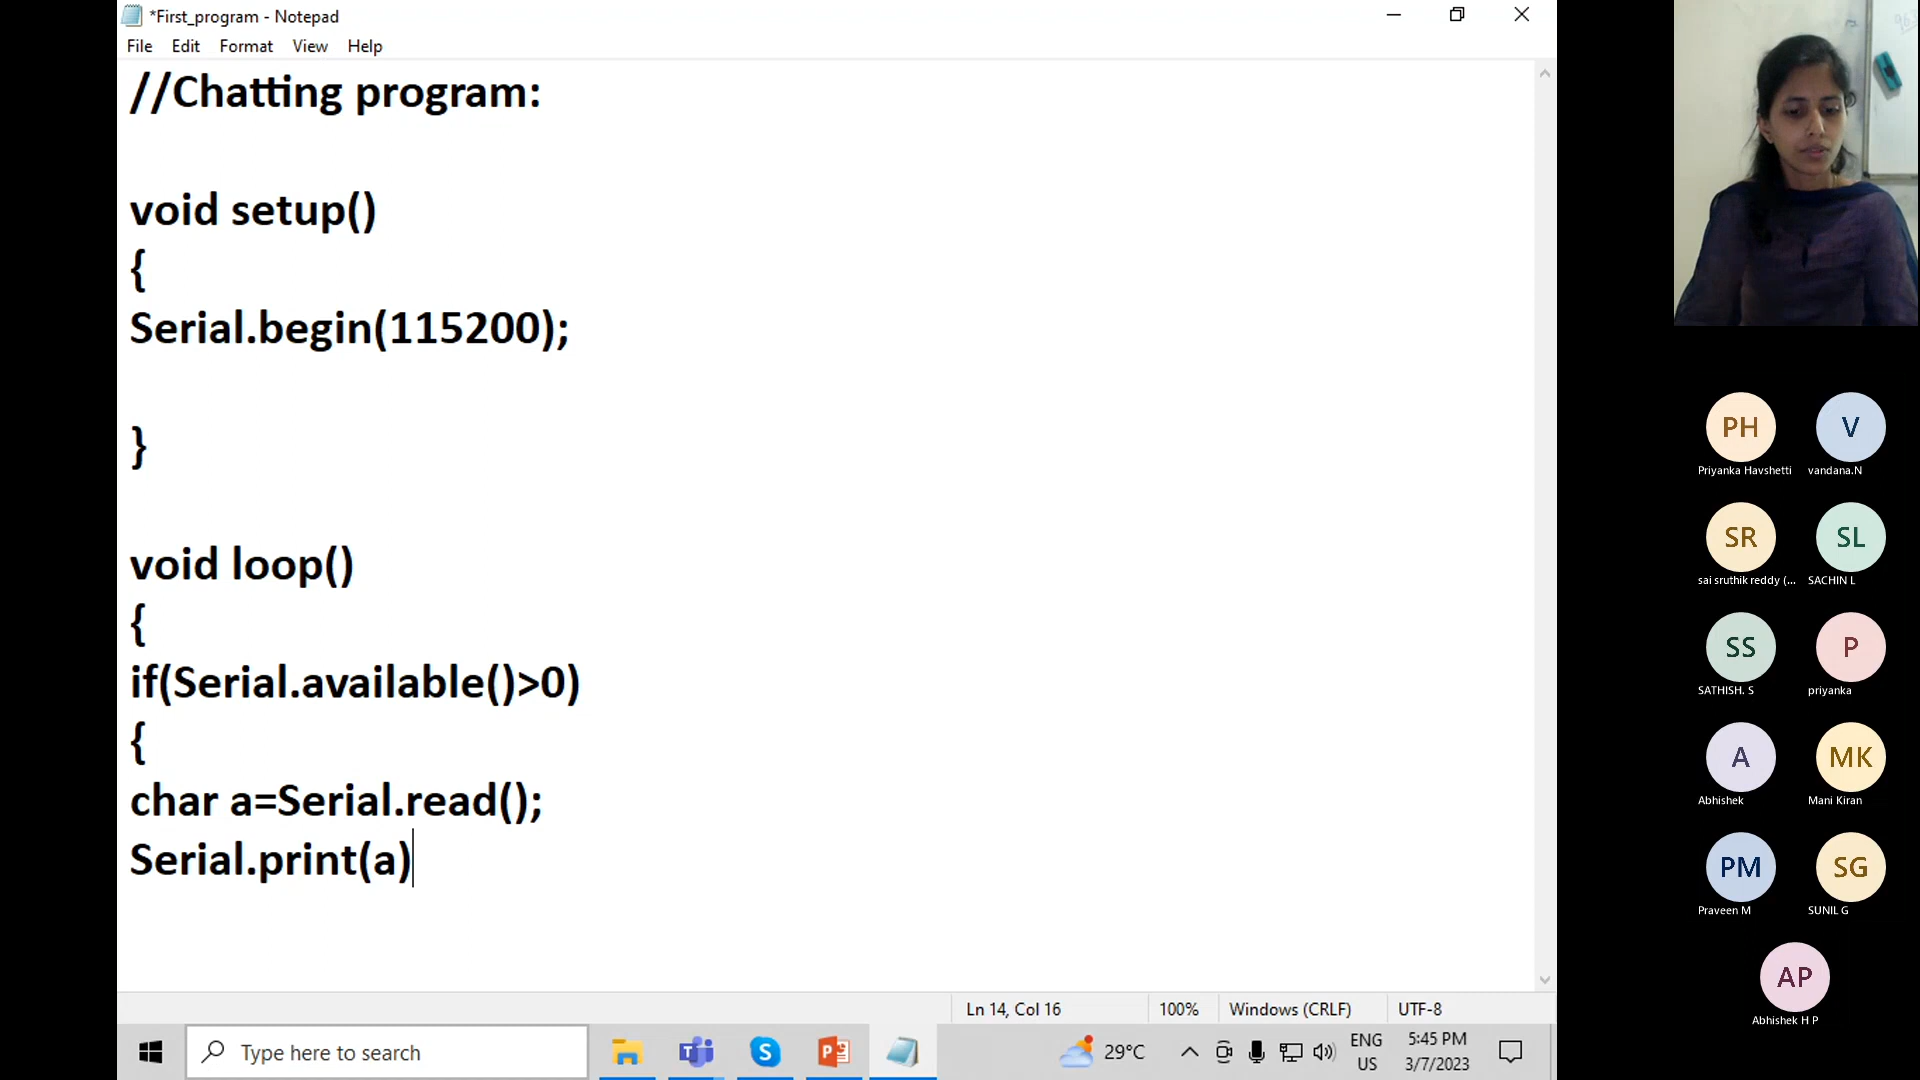 *First_program - Notepad
File Edit Format View Help
//Chatting program:
void setup()
{
Serial.begin(115200);
}
void loop()
{
if(Serial.available()>0)
{
char a=Serial.read();
Serial.print(a)
Ln 14, Col 16 100% Windows (CRLF) UTF-8
Type here to search
29°C
ENG
US
5:45 PM
3/7/2023
PH V
Priyanka Havshetti vandana.N
SR SL
sai sruthik reddy (... SACHIN L
SS P
SATHISH. S priyanka
A MK
Abhishek Mani Kiran
PM SG
Praveen M SUNIL G
AP
Abhishek H P